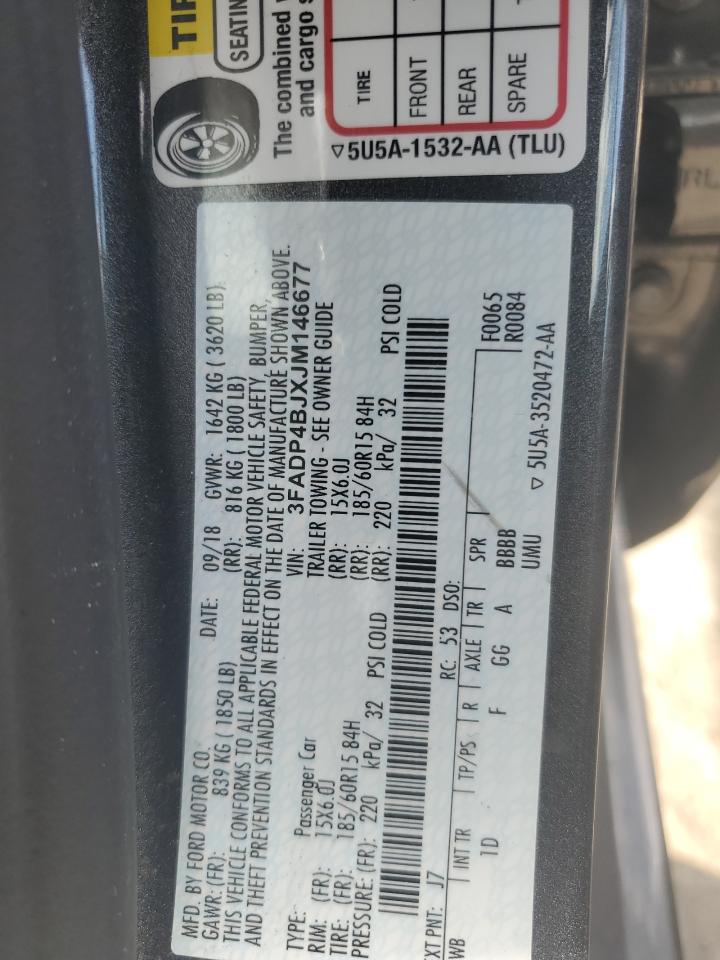 TIR
SEATIN
The combined
and cargo s
TIRE
FRONT
REAR
SPARE
▽5U5A-1532-AA (TLU)
MFD. BY FORD MOTOR CO.
DATE: 09/18 GVWR: 1642 KG ( 3620 LB)
GAWR: (FR): 839 KG ( 1850 LB) (RR): 816 KG ( 1800 LB)
THIS VEHICLE CONFORMS TO ALL APPLICABLE FEDERAL MOTOR VEHICLE SAFETY, BUMPER,
AND THEFT PREVENTION STANDARDS IN EFFECT ON THE DATE OF MANUFACTURE SHOWN ABOVE.
VIN: 3FADP4BJXJM146677
TYPE: Passenger Car TRAILER TOWING - SEE OWNER GUIDE
RIM: (FR): 15X6.0J (RR): 15X6.0J
TIRE: (FR): 185/60R15 84H (RR): 185/60R15 84H
PRESSURE: (FR): 220 kPa/ 32 PSI COLD (RR): 220 kPa/ 32 PSI COLD
EXT PNT: J7 RC: 53 DSO:
WB INT TR TP/PS R AXLE TR SPR F0065
1D F GG A BBBB R0084
UMU ▽ 5U5A-3520472-AA